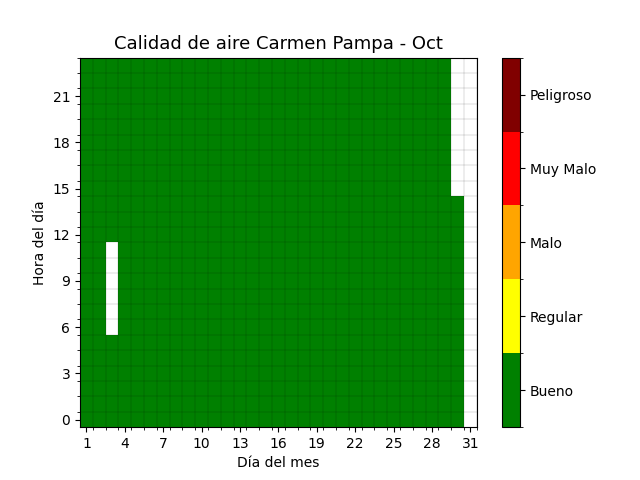 Calidad de aire Carmen Pampa - Oct
Hora del día
21
18
15
12
9
6
3
0
1 4 7 10 13 16 19 22 25 28 31
Día del mes
Peligroso
Muy Malo
Malo
Regular
Bueno